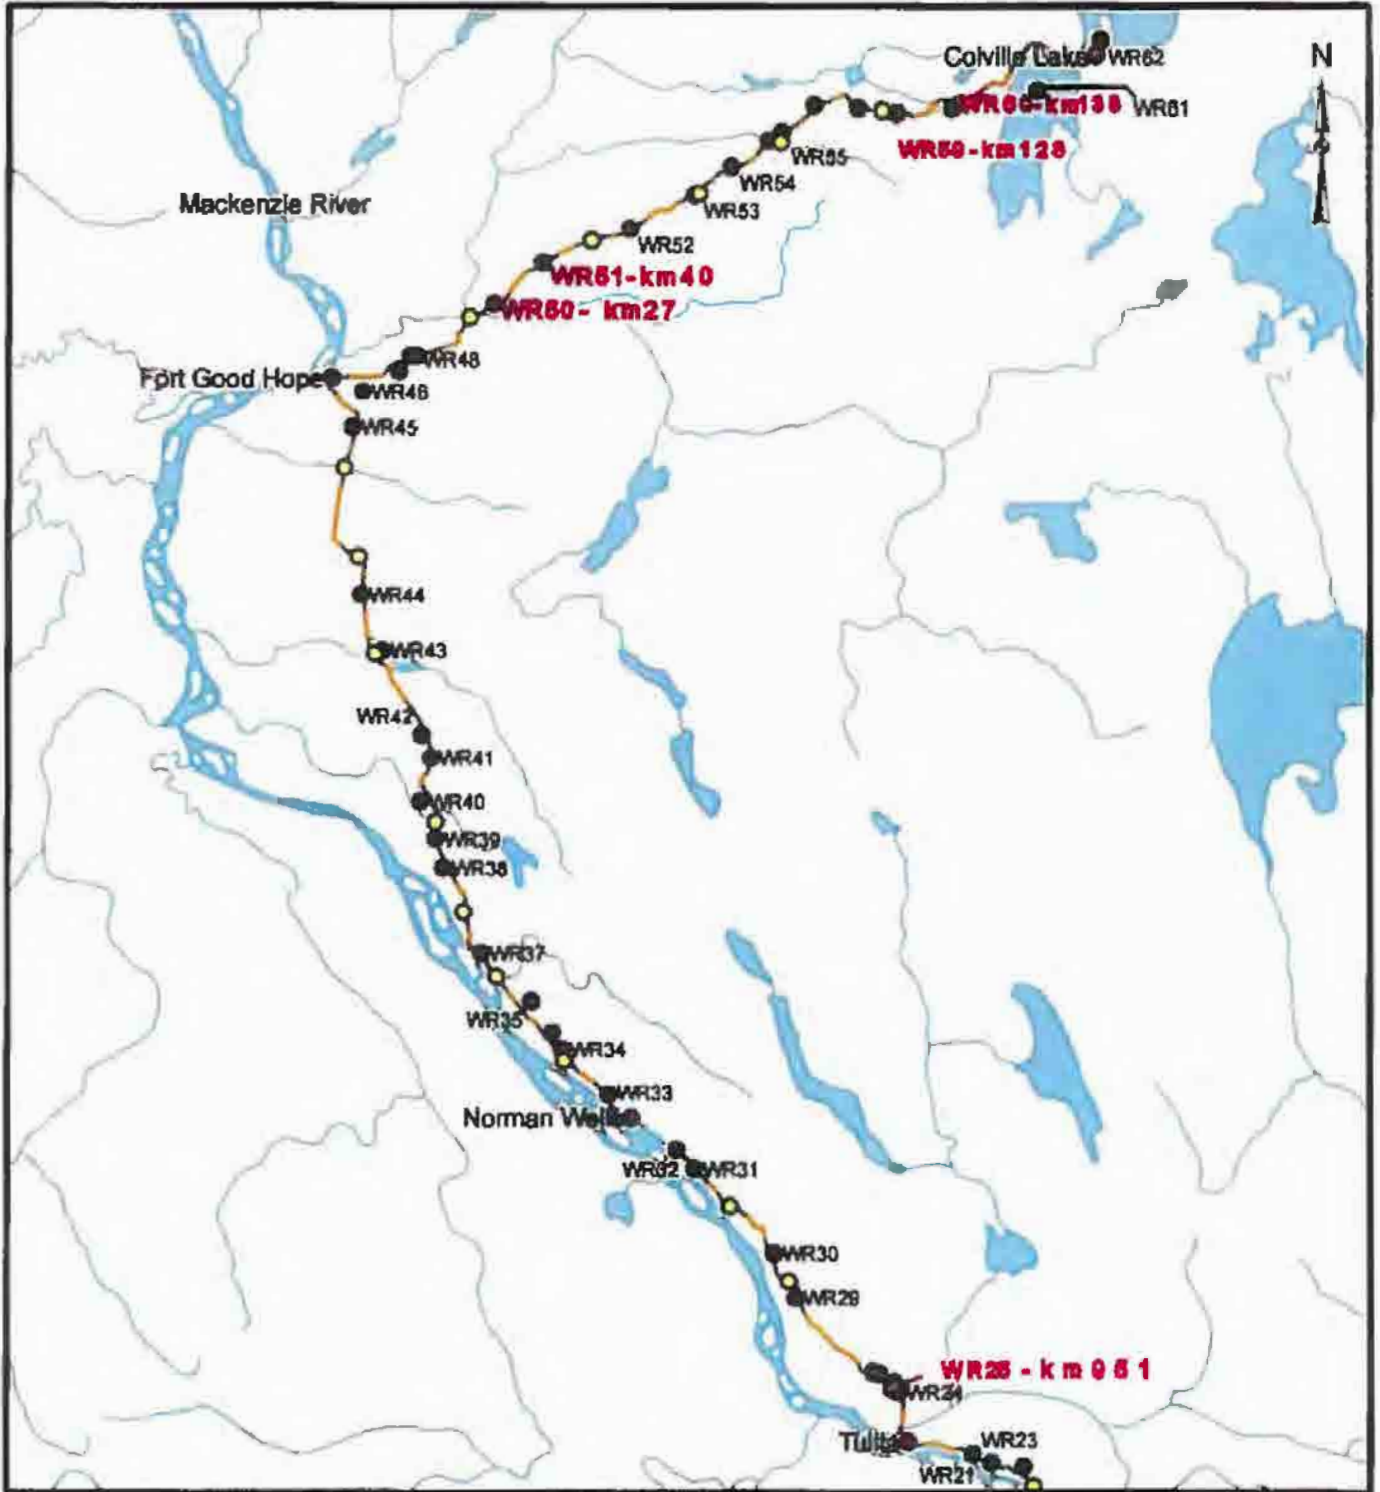 Colville Lake
WR62
N
WR61
WR59-km128
WR55
WR54
Mackenzie River
WR53
WR52
WR51-km40
WR50- km27
WR48
Fort Good Hope
WR46
WR45
WR44
WR43
WR42
WR41
WR40
WR39
WR38
WR37
WR35
WR34
WR33
Norman Wells
WR32
WR31
WR30
WR29
WR24
Tulita
WR23
WR21